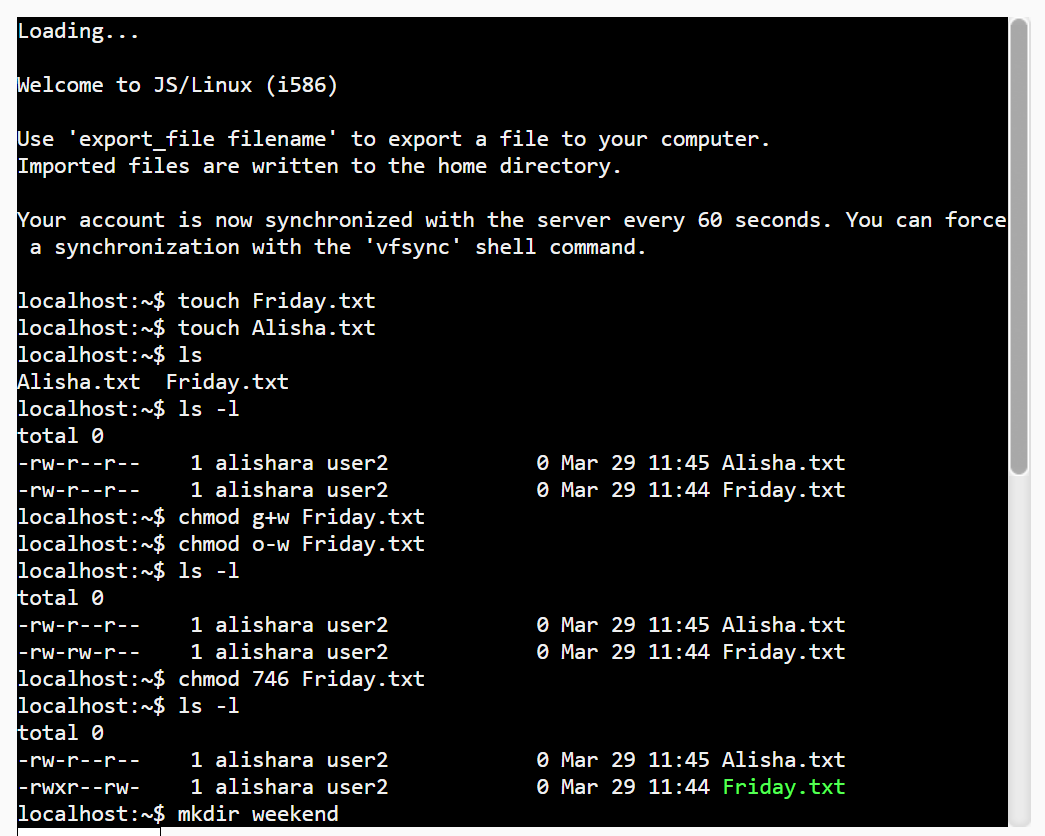 Loading...
Welcome to JS/Linux (i586)
Use 'export_file filename' to export a file to your computer.
Imported files are written to the home directory.
Your account is now synchronized with the server every 60 seconds. You can force
 a synchronization with the 'vfsync' shell command.
localhost:~$ touch Friday.txt
localhost:~$ touch Alisha.txt
localhost:~$ ls
Alisha.txt  Friday.txt
localhost:~$ ls -l
total 0
-rw-r--r--    1 alishara user2            0 Mar 29 11:45 Alisha.txt
-rw-r--r--    1 alishara user2            0 Mar 29 11:44 Friday.txt
localhost:~$ chmod g+w Friday.txt
localhost:~$ chmod o-w Friday.txt
localhost:~$ ls -l
total 0
-rw-r--r--    1 alishara user2            0 Mar 29 11:45 Alisha.txt
-rw-rw-r--    1 alishara user2            0 Mar 29 11:44 Friday.txt
localhost:~$ chmod 746 Friday.txt
localhost:~$ ls -l
total 0
-rw-r--r--    1 alishara user2            0 Mar 29 11:45 Alisha.txt
-rwxr--rw-    1 alishara user2            0 Mar 29 11:44 Friday.txt
localhost:~$ mkdir weekend